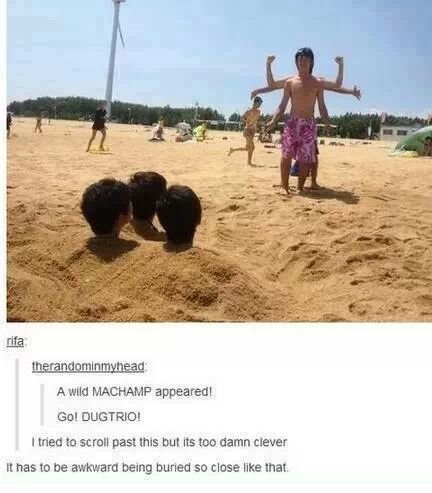 rifa:
therandominmyhead:
A wild MACHAMP appeared!
Go! DUGTRIO!
I tried to scroll past this but its too damn clever
It has to be awkward being buried so close like that.